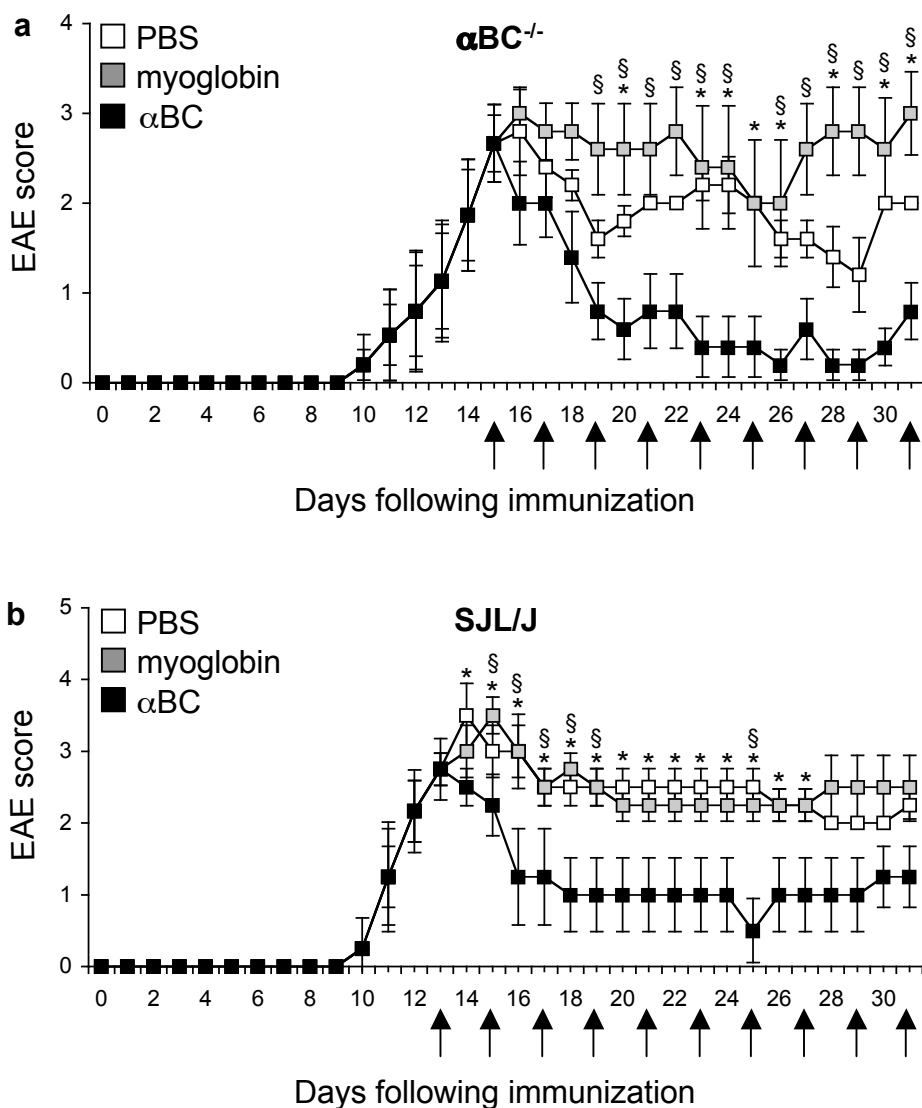 a
αBC-/-
PBS
myoglobin
αBC
EAE score
4
3
2
1
0
§ § § § § § § § § § § §
* * * * * * * *
0 2 4 6 8 10 12 14 16 18 20 22 24 26 28 30
Days following immunization
b
SJL/J
PBS
myoglobin
αBC
EAE score
5
4
3
2
1
0
§ § § § § §
* * * * * * * * * * * * * *
0 2 4 6 8 10 12 14 16 18 20 22 24 26 28 30
Days following immunization